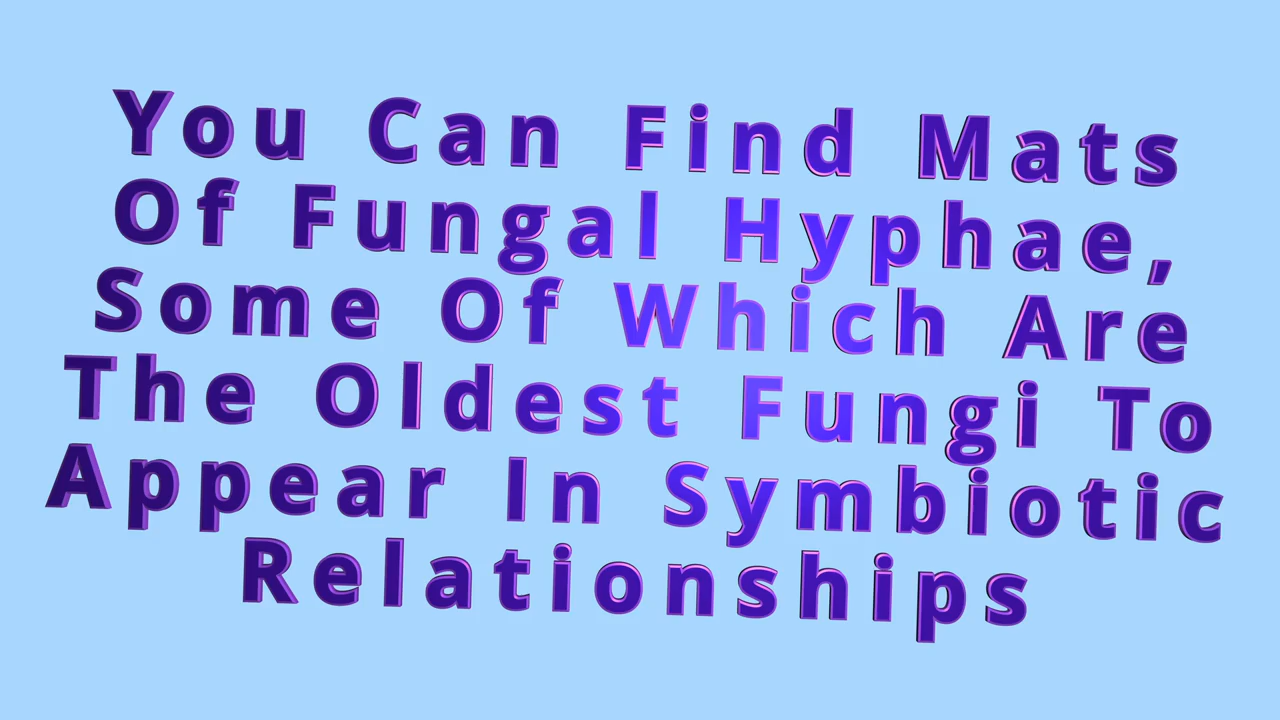 You Can Find Mats
Of Fungal Hyphae,
Some Of Which Are
The Oldest Fungi To
Appear In Symbiotic
Relationships